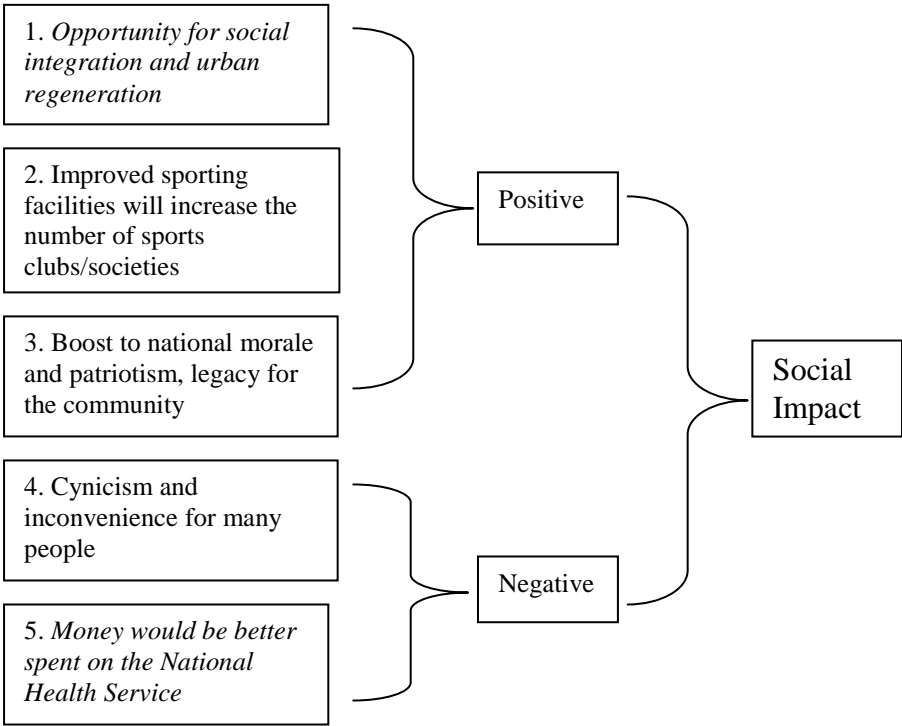 1. Opportunity for social
integration and urban
regeneration
2. Improved sporting
facilities will increase the
number of sports
clubs/societies
3. Boost to national morale
and patriotism, legacy for
the community
4. Cynicism and
inconvenience for many
people
5. Money would be better
spent on the National
Health Service
Positive
Negative
Social
Impact